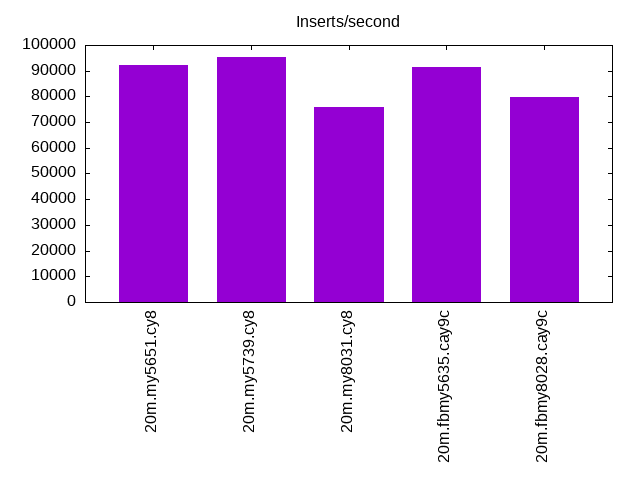 Inserts/second
100000
90000
80000
70000
60000
50000
40000
30000
20000
10000
0
20m.my5651.cy8
20m.my5739.cy8
20m.my8031.cy8
20m.fbmy5635.cay9c
20m.fbmy8028.cay9c